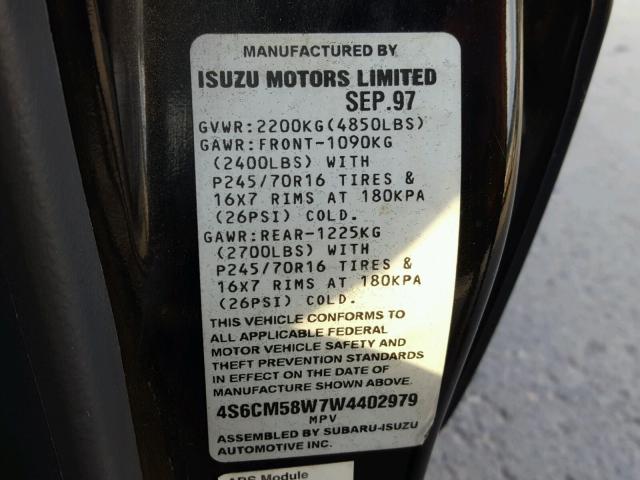 MANUFACTURED BY
ISUZU MOTORS LIMITED
SEP.97
GVWR:2200KG(4850LBS)
GAWR:FRONT-1090KG
(2400LBS) WITH
P245/70R16 TIRES &
16X7 RIMS AT 180KPA
(26PSI) COLD.
GAWR:REAR-1225KG
(2700LBS) WITH
P245/70R16 TIRES &
16X7 RIMS AT 180KPA
(26PSI) COLD.
THIS VEHICLE CONFORMS TO
ALL APPLICABLE FEDERAL
MOTOR VEHICLE SAFETY AND
THEFT PREVENTION STANDARDS
IN EFFECT ON THE DATE OF
MANUFACTURE SHOWN ABOVE.
4S6CM58W7W4402979
MPV
ASSEMBLED BY SUBARU-ISUZU
AUTOMOTIVE INC.
ABS Module